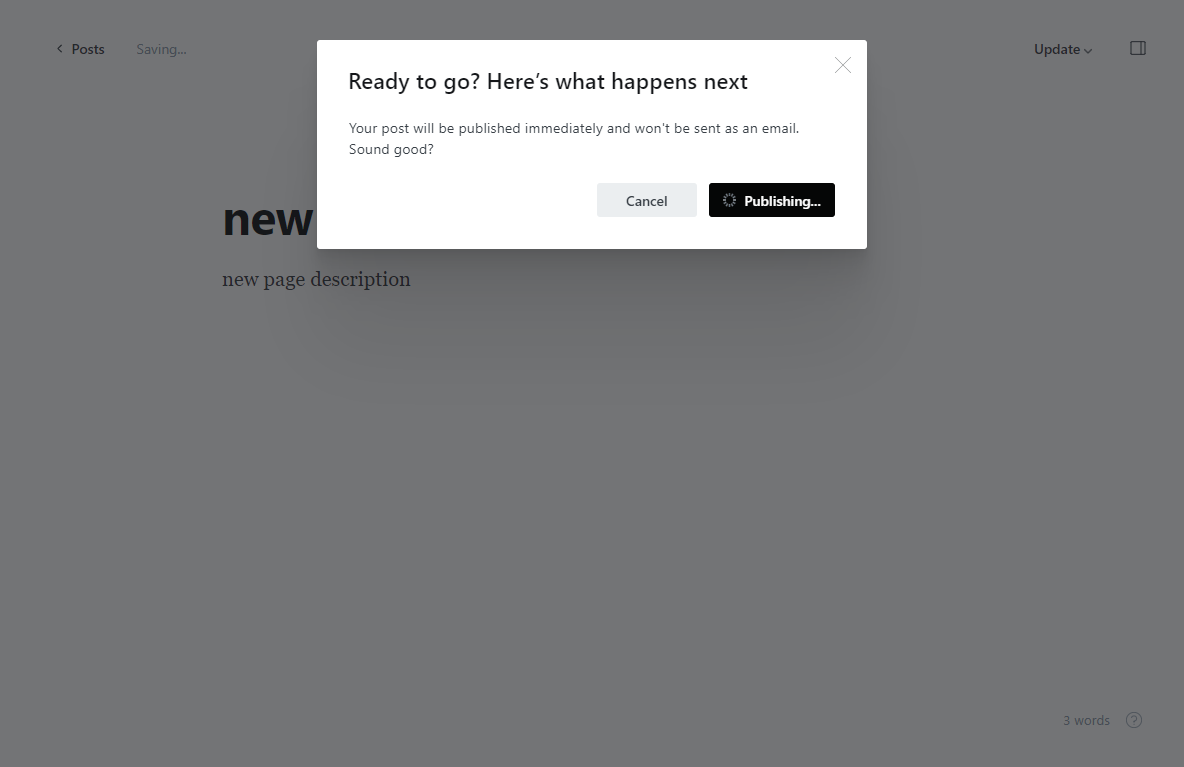 Posts
Saving...
Update
Ready to go? Here’s what happens next
Your post will be published immediately and won't be sent as an email.
Sound good?
Cancel
Publishing...
new
new page description
3 words
?